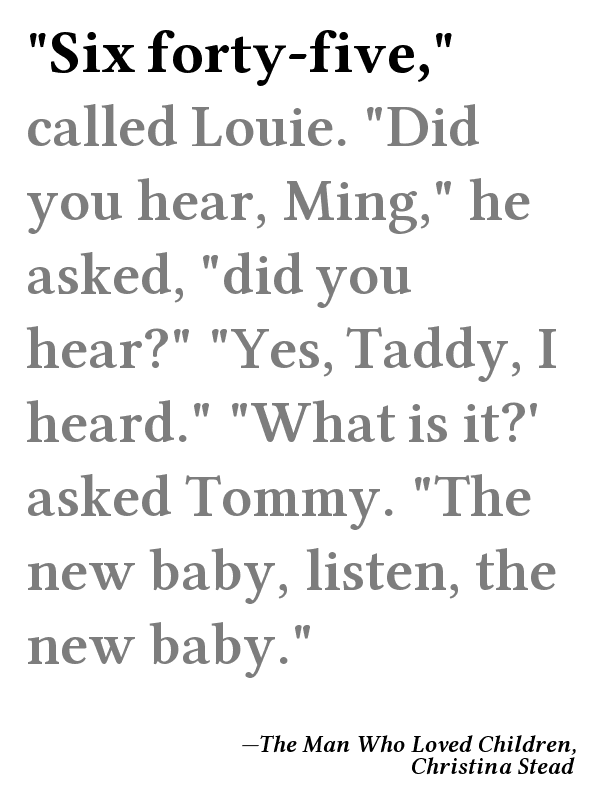 "Six forty-five,"
called Louie. "Did
you hear, Ming," he
asked, "did you
hear?" "Yes, Taddy, I
heard." "What is it?'
asked Tommy. "The
new baby, listen, the
new baby."
—The Man Who Loved Children,
Christina Stead